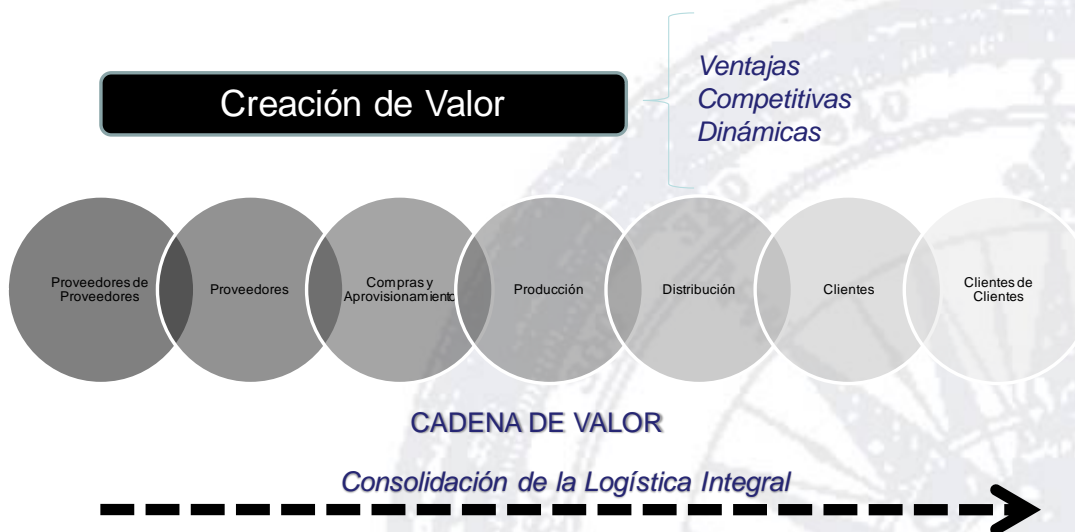 Creación de Valor
Ventajas
Competitivas
Dinámicas
Proveedores de
Proveedores
Proveedores
Compras y
Aprovisionamiento
Producción
Distribución
Clientes
Clientes de
Clientes
CADENA DE VALOR
Consolidación de la Logística Integral